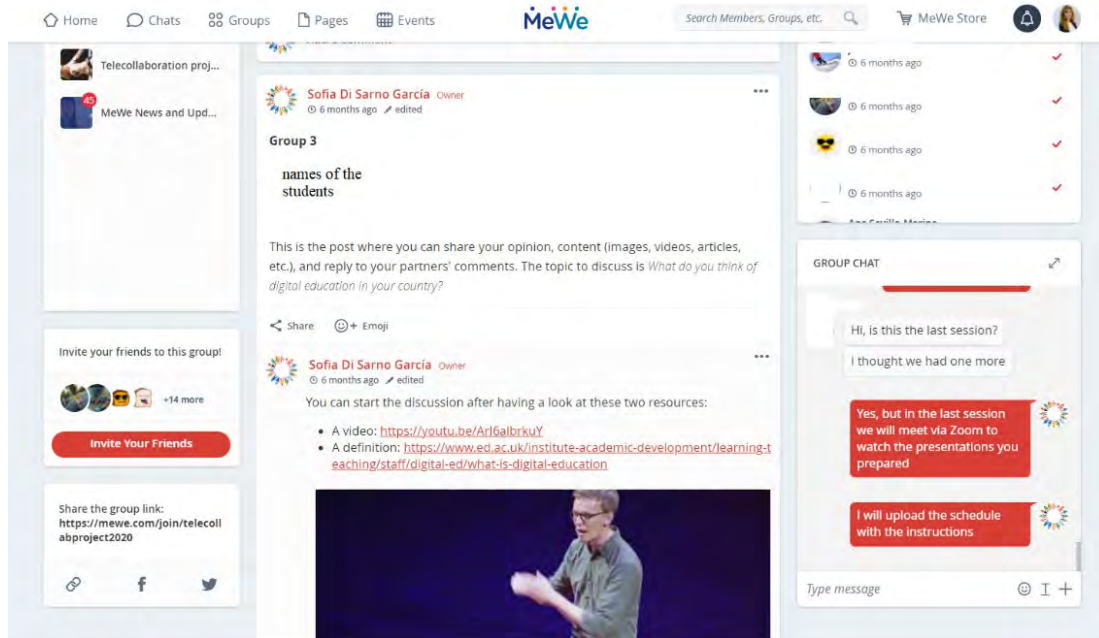 Home
Chats
Groups
Pages
Events
MeWe
Search Members, Groups, etc.
MeWe Store
Telecollaboration proj...
45
MeWe News and Upd...
Invite your friends to this group!
+14 more
Invite Your Friends
Share the group link:
https://mewe.com/join/telecoll
abproject2020
Sofia Di Sarno García Owner
6 months ago edited
Group 3
names of the
students
This is the post where you can share your opinion, content (images, videos, articles,
etc.), and reply to your partners' comments. The topic to discuss is What do you think of
digital education in your country?
Share
Emoji
Sofia Di Sarno García Owner
6 months ago edited
You can start the discussion after having a look at these two resources:
• A video: https://youtu.be/ArI6albrkuY
• A definition: https://www.ed.ac.uk/institute-academic-development/learning-t
eaching/staff/digital-ed/what-is-digital-education
6 months ago
6 months ago
6 months ago
6 months ago
GROUP CHAT
Hi, is this the last session?
I thought we had one more
Yes, but in the last session
we will meet via Zoom to
watch the presentations you
prepared
I will upload the schedule
with the instructions
Type message